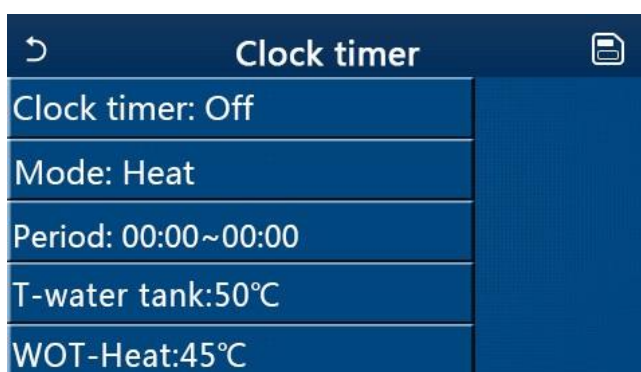 Clock timer
Clock timer: Off
Mode: Heat
Period: 00:00~00:00
T-water tank:50℃
WOT-Heat:45℃